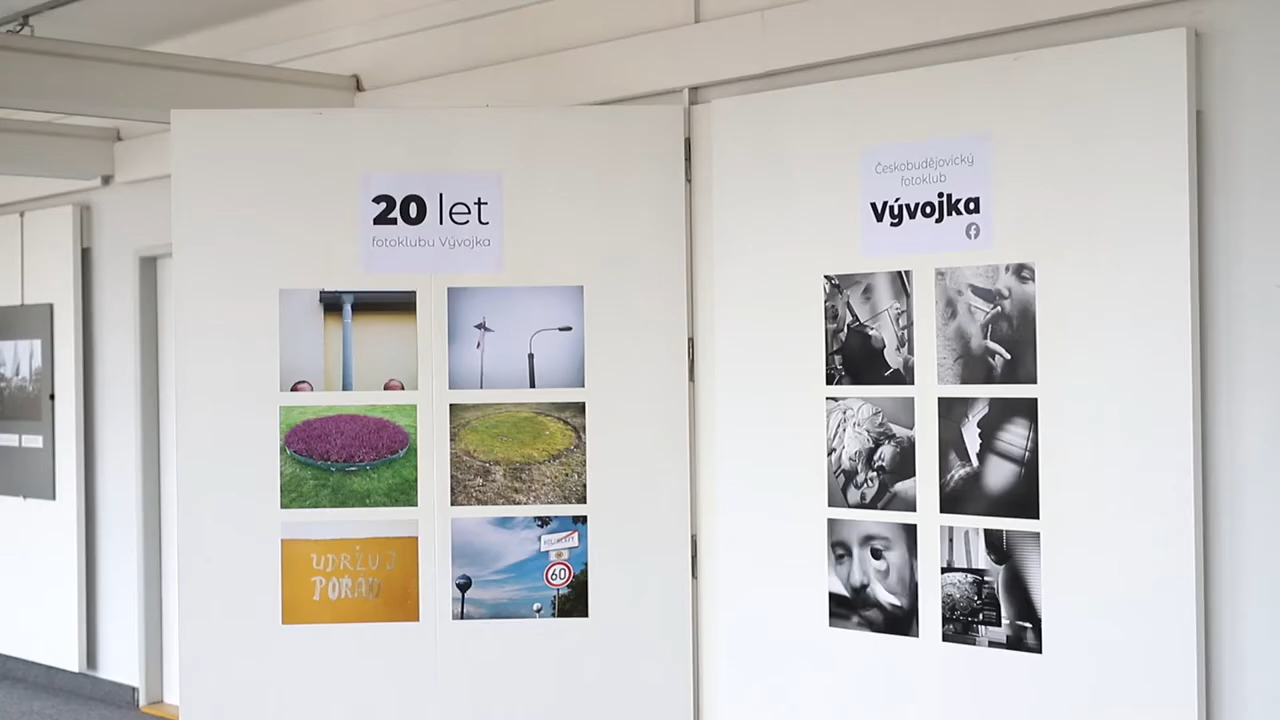 20 let
fotoklubu Vývojka
UDRŽUJ
POŘÁD
60
Českobudějovický
fotoklub
Vývojka